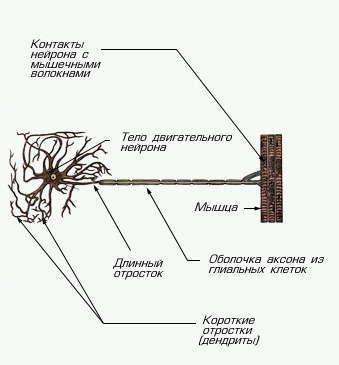 Контакты
нейрона с
мышечными
волокнами
Тело двигательного
нейрона
Мышца
Длинный
отросток
Оболочка аксона из
глиальных клеток
Короткие
отростки
(дендриты)